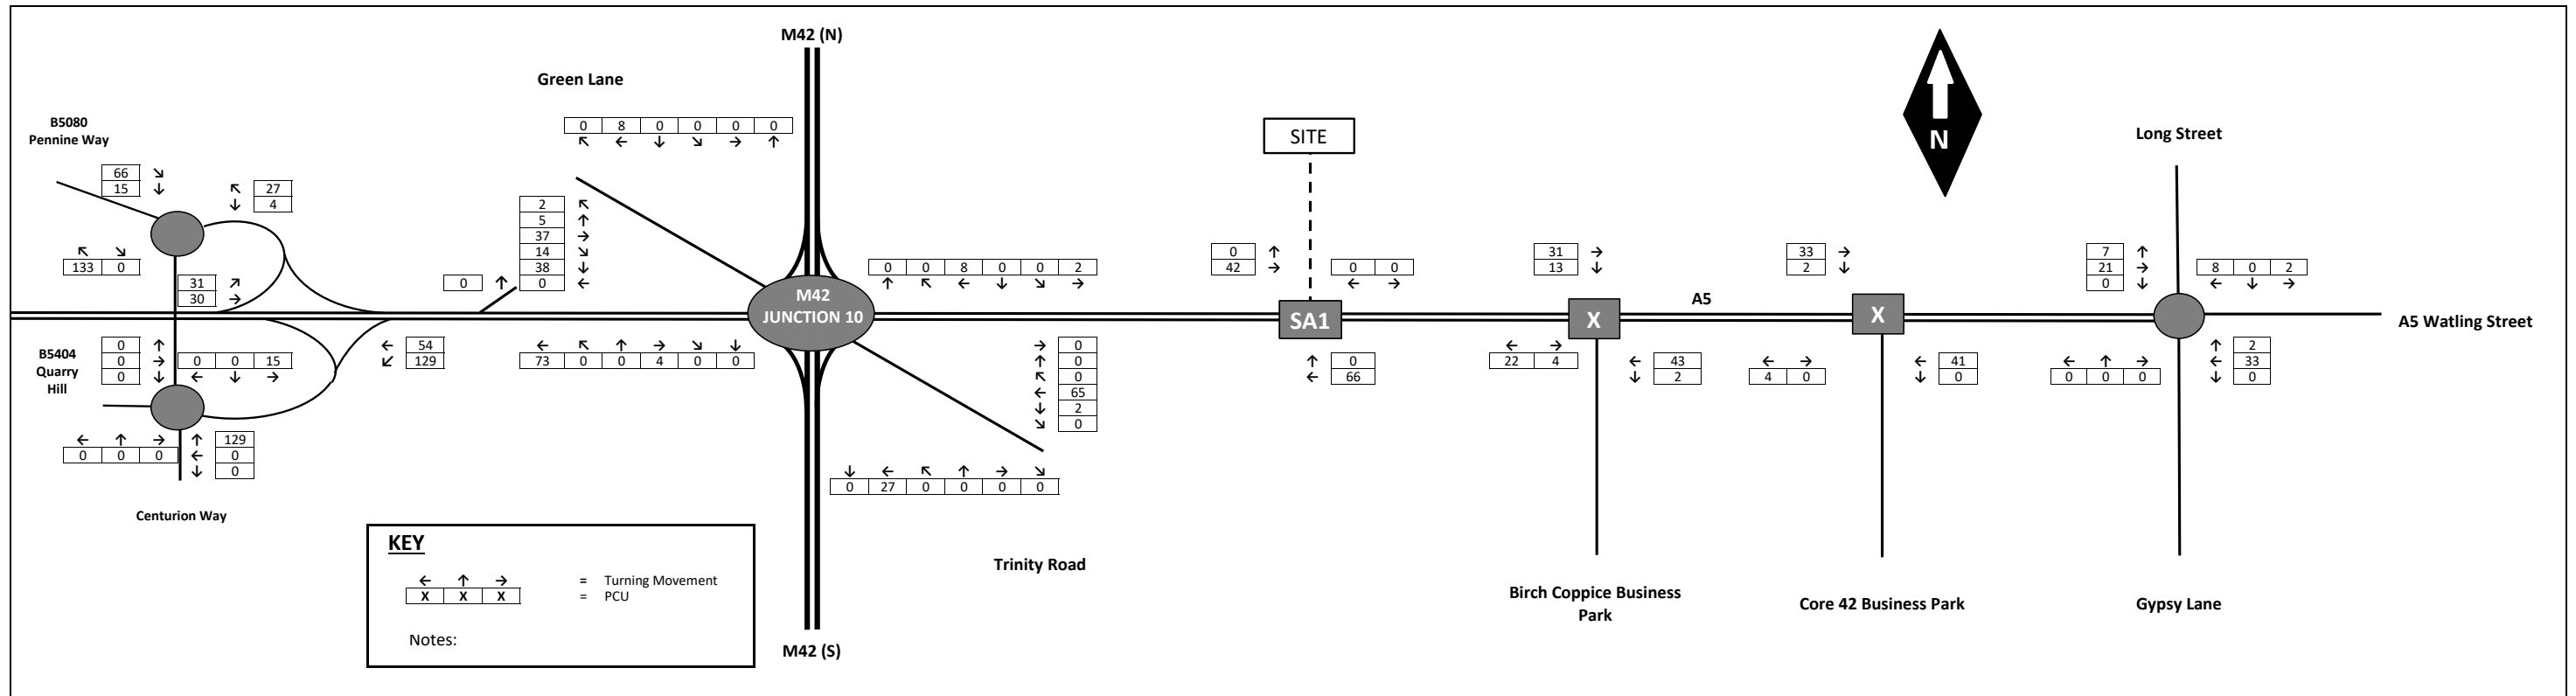 M42 (N)
Green Lane
B5080
Pennine Way
0 8 0 0 0 0
↖ ← ↓ ↘ → ↑
66 ↘
15 ↓
↖ 27
↓ 4
↖ ↘
133 0
31 ↗
30 →
2 ↖
5 ↑
37 →
14 ↘
38 ↓
0 ←
0 ↑
M42
JUNCTION 10
0 0 8 0 0 2
↑ ↖ ← ↓ ↘ →
SITE
0 ↑
42 →
0 0
← →
SA1
31 →
13 ↓
X
A5
33 →
2 ↓
X
N
Long Street
7 ↑
21 →
0 ↓
8 0 2
← ↓ →
A5 Watling Street
B5404
Quarry
Hill
0 ↑
0 →
0 ↓
0 0 15
← ↓ →
← 54
↙ 129
← ↖ ↑ → ↘ ↓
73 0 0 4 0 0
→ 0
↑ 0
↖ 0
← 65
↓ 2
↘ 0
↑ 0
← 66
← →
22 4
← 43
↓ 2
← →
4 0
← 41
↓ 0
← ↑ →
0 0 0
↑ 2
← 33
↓ 0
← ↑ →
0 0 0
↑ 129
← 0
↓ 0
↓ ← ↖ ↑ → ↘
0 27 0 0 0 0
Centurion Way
KEY
← ↑ → = Turning Movement
X X X = PCU
Notes:
Trinity Road
M42 (S)
Birch Coppice Business
Park
Core 42 Business Park
Gypsy Lane